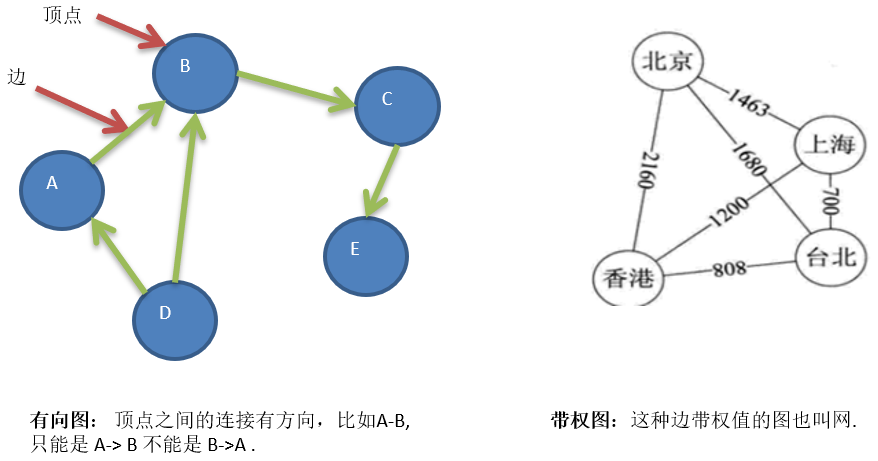 顶点
边
B
C
A
E
D
北京
上海
香港
台北
1463
2160
1680
1200
700
808
有向图： 顶点之间的连接有方向，比如A-B,
只能是 A-> B 不能是 B->A .
带权图：这种边带权值的图也叫网.